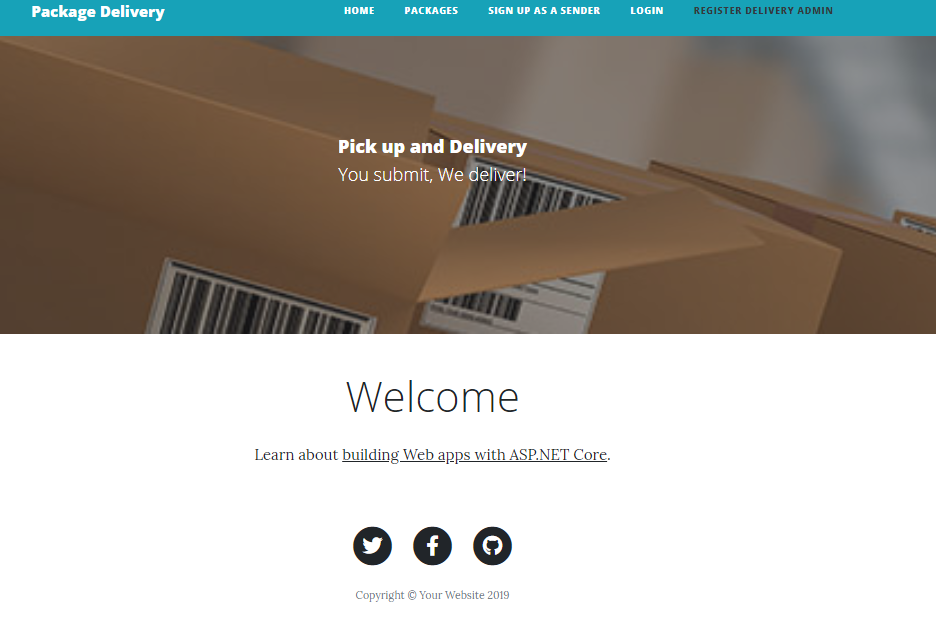 Package Delivery
HOME PACKAGES SIGN UP AS A SENDER LOGIN REGISTER DELIVERY ADMIN
Pick up and Delivery
You submit, We deliver!
Welcome
Learn about building Web apps with ASP.NET Core.
Copyright © Your Website 2019